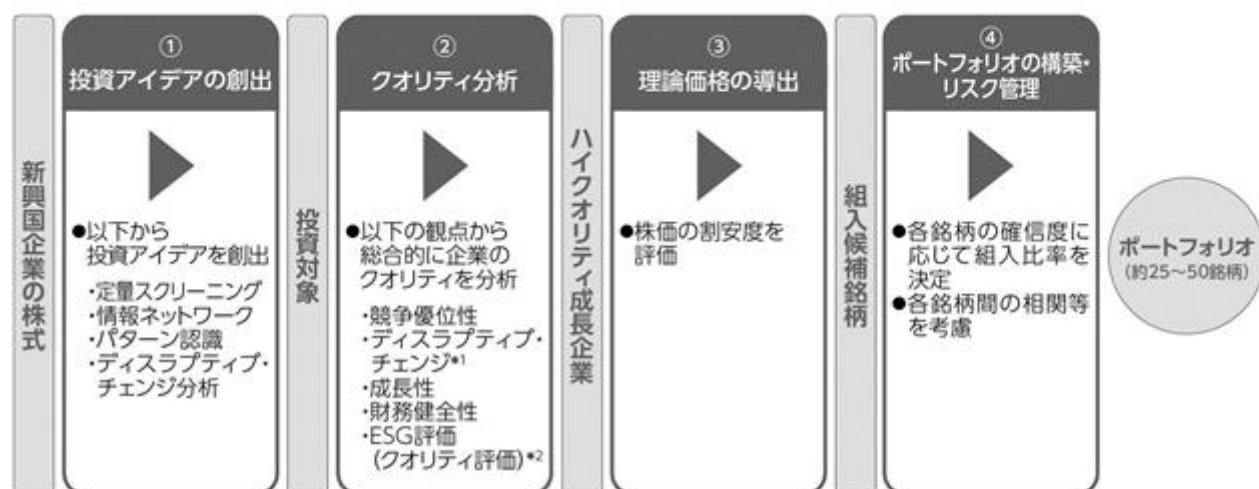 新興国企業の株式
①
投資アイデアの創出
●以下から
投資アイデアを創出
・定量スクリーニング
・情報ネットワーク
・パターン認識
・ディスラプティブ・
チェンジ分析
投資対象
②
クオリティ分析
●以下の観点から
総合的に企業の
クオリティを分析
・競争優位性
・ディスラプティブ・
チェンジ*1
・成長性
・財務健全性
・ESG評価
(クオリティ評価)*2
ハイクオリティ成長企業
③
理論価格の導出
●株価の割安度を
評価
組入候補銘柄
④
ポートフォリオの構築・
リスク管理
●各銘柄の確信度に
応じて組入比率を
決定
●各銘柄間の相関等
を考慮
ポートフォリオ
(約25~50銘柄)